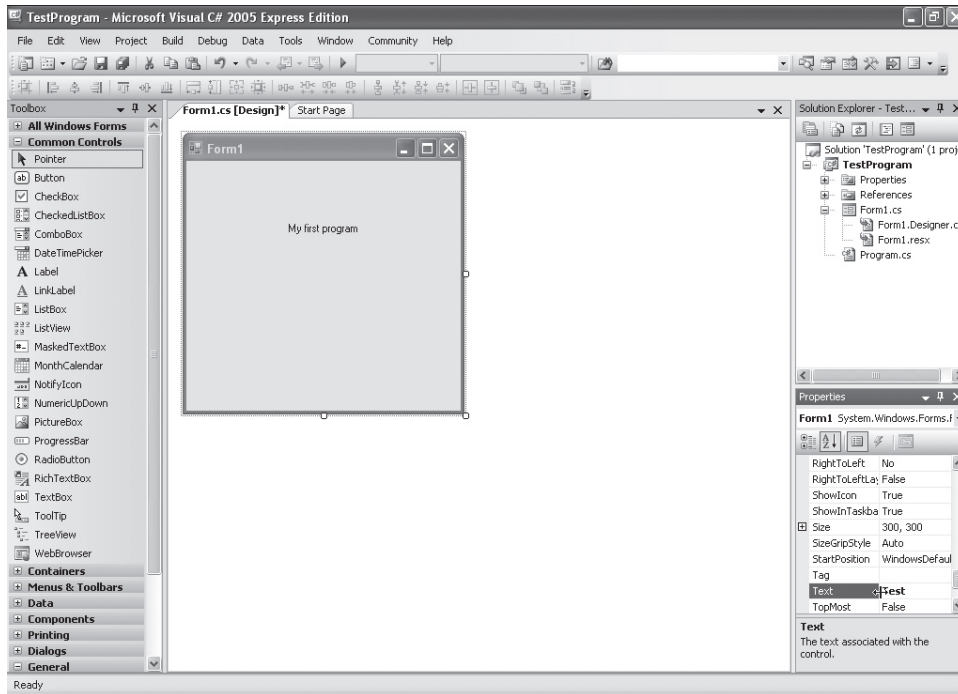 TestProgram - Microsoft Visual C# 2005 Express Edition
File Edit View Project Build Debug Data Tools Window Community Help
Toolbox
All Windows Forms
Common Controls
Pointer
Button
CheckBox
CheckedListBox
ComboBox
DateTimePicker
Label
LinkLabel
ListBox
ListView
MaskedTextBox
MonthCalendar
NotifyIcon
NumericUpDown
PictureBox
ProgressBar
RadioButton
RichTextBox
TextBox
ToolTip
TreeView
WebBrowser
Containers
Menus & Toolbars
Data
Components
Printing
Dialogs
General
Form1.cs [Design]* Start Page
Form1
My first program
Solution Explorer - Test...
Solution 'TestProgram' (1 proj
TestProgram
Properties
References
Form1.cs
Form1.Designer.c
Form1.resx
Program.cs
Properties
Form1 System.Windows.Forms.F
RightToLeft No
RightToLeftLay False
ShowIcon True
ShowInTaskba True
Size 300, 300
SizeGripStyle Auto
StartPosition WindowsDefaul
Tag
Text Test
TopMost False
Text
The text associated with the
control.
Ready